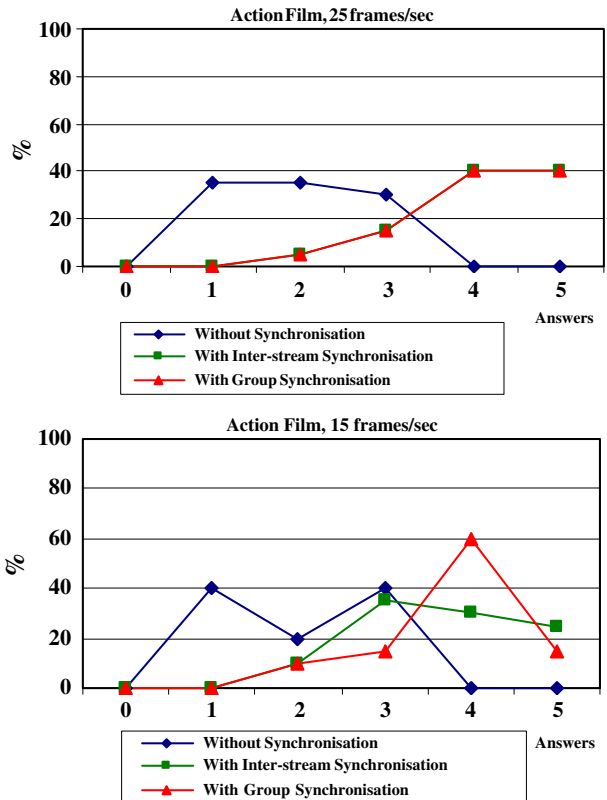 Action Film, 25 frames/sec
100
80
60
40
20
0
%
0 1 2 3 4 5
Answers
Without Synchronisation
With Inter-stream Synchronisation
With Group Synchronisation
Action Film, 15 frames/sec
100
80
60
40
20
0
%
0 1 2 3 4 5
Answers
Without Synchronisation
With Inter-stream Synchronisation
With Group Synchronisation